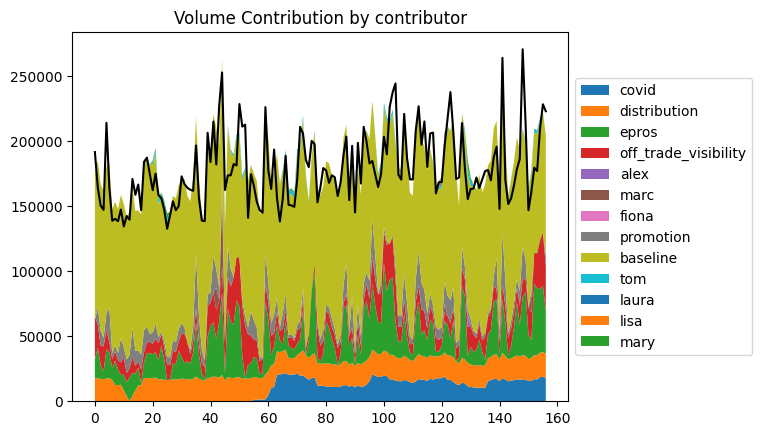 Volume Contribution by contributor
250000
200000
150000
100000
50000
0
0 20 40 60 80 100 120 140 160
covid
distribution
epros
off_trade_visibility
alex
marc
fiona
promotion
baseline
tom
laura
lisa
mary